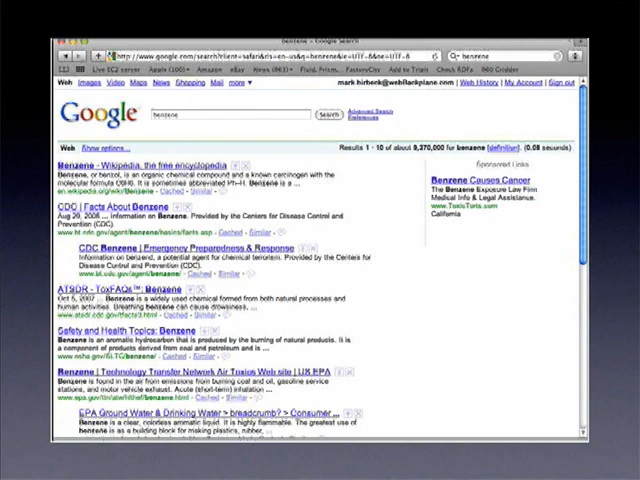 benzene - Google Search
http://www.google.com/search?client=safari&rls=en-us&q=benzene&ie=UTF-8&oe=UTF-8
benzene
Live EC2 server Apple (100) Amazon eBay News (961) Fluid, Prism, FactoryCity Add to Tripit Check RDFa 960 Gridder
Web Images Video Maps News Shopping Mail more ▼
mark.birbeck@webBackplane.com | Web History | My Account | Sign out
Google
benzene
Search
Advanced Search
Preferences
Web Show options...
Results 1 - 10 of about 9,370,000 for benzene [definition]. (0.08 seconds)
Benzene - Wikipedia, the free encyclopedia
Benzene, or benzol, is an organic chemical compound and a known carcinogen with the
molecular formula C6H6. It is sometimes abbreviated Ph-H. Benzene is a ...
en.wikipedia.org/wiki/Benzene - Cached - Similar
CDC | Facts About Benzene
... information on Benzene. Provided by the Centers for Disease Control and
Prevention (CDC).
www.bt.cdc.gov/agent/benzene/basics/facts.asp - Cached - Similar
CDC Benzene | Emergency Preparedness & Response
Information on benzene, a potential agent for chemical terrorism. Provided by the Centers for
Disease Control and Prevention (CDC).
www.bt.cdc.gov/agent/benzene/ - Cached - Similar
ATSDR - ToxFAQs™: Benzene
2007 ... Benzene is a widely used chemical formed from both natural processes and
human activities. Breathing benzene can cause drowsiness, ...
www.atsdr.cdc.gov/tfacts3.html - Cached - Similar
Safety and Health Topics: Benzene
Benzene is an aromatic hydrocarbon that is produced by the burning of natural products. It is
a component of products derived from coal and petroleum and is ...
www.osha.gov/SLTC/benzene/ - Cached - Similar
Benzene | Technology Transfer Network Air Toxics Web site | US EPA
Benzene is found in the air from emissions from burning coal and oil, gasoline service
stations, and motor vehicle exhaust. Acute (short-term) inhalation ...
www.epa.gov/ttn/atw/hlthef/benzene.html - Cached - Similar
EPA Ground Water & Drinking Water > breadcrumb? > Consumer ...
Benzene is a clear, colorless aromatic liquid. It is highly flammable. The greatest use of
benzene is as a building block for making plastics, rubber, ...
Sponsored Links
Benzene Causes Cancer
The Benzene Exposure Law Firm
Medical Info & Legal Assistance.
www.ToxicTorts.com
California